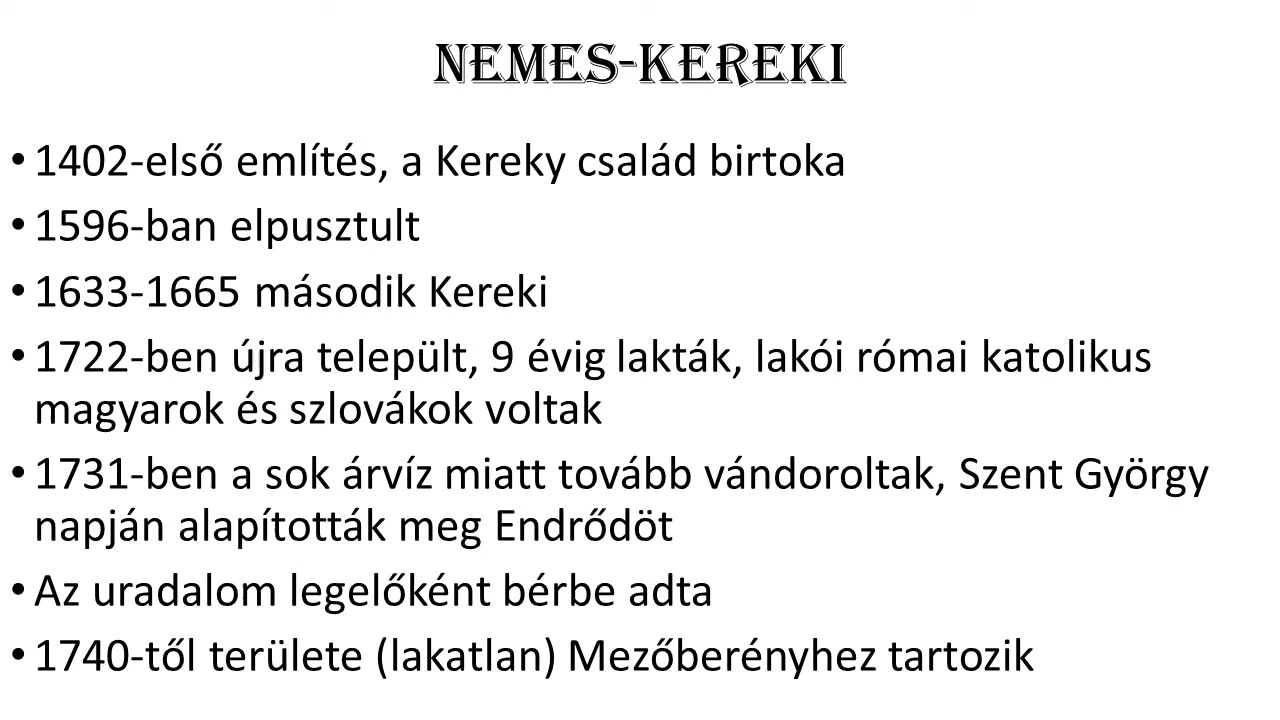 NEMES-KEREKI
• 1402-első említés, a Kereky család birtoka
• 1596-ban elpusztult
• 1633-1665 második Kereki
• 1722-ben újra települt, 9 évig lakták, lakói római katolikus
magyarok és szlovákok voltak
• 1731-ben a sok árvíz miatt tovább vándoroltak, Szent György
napján alapították meg Endrődöt
• Az uradalom legelőként bérbe adta
• 1740-től területe (lakatlan) Mezőberényhez tartozik